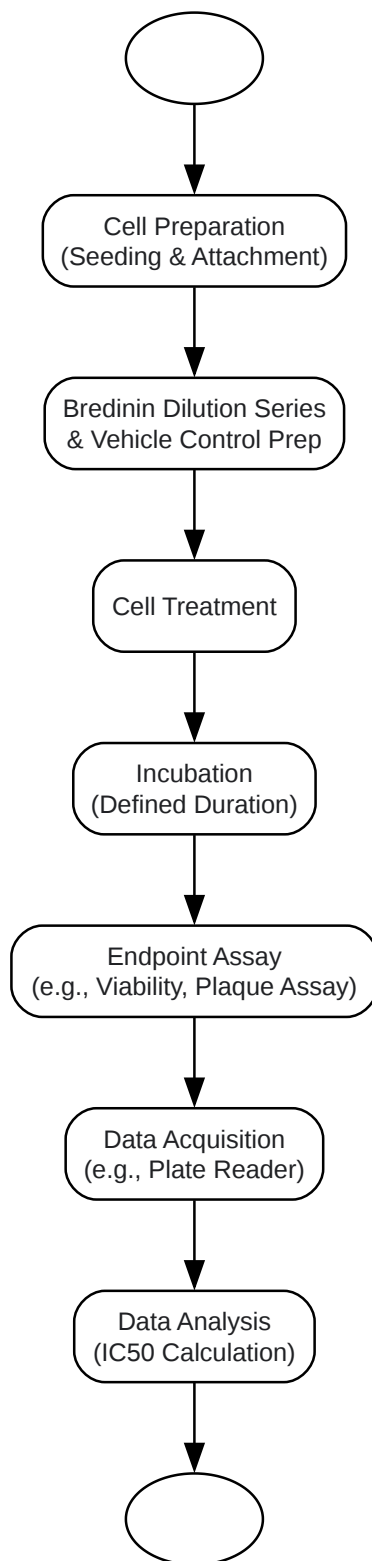 Cell Preparation
(Seeding & Attachment)
Bredinin Dilution Series
& Vehicle Control Prep
Cell Treatment
Incubation
(Defined Duration)
Endpoint Assay
(e.g., Viability, Plaque Assay)
Data Acquisition
(e.g., Plate Reader)
Data Analysis
(IC50 Calculation)